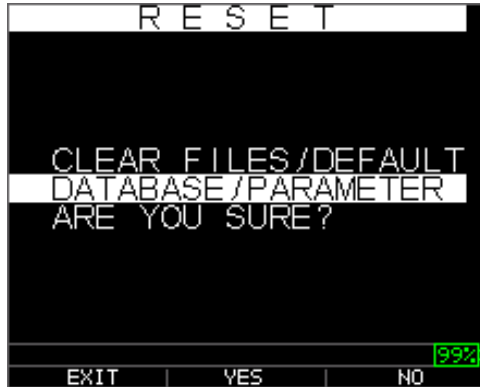 RESET
CLEAR FILES/DEFAULT
DATABASE/PARAMETER
ARE YOU SURE?
99%
EXIT | YES | NO